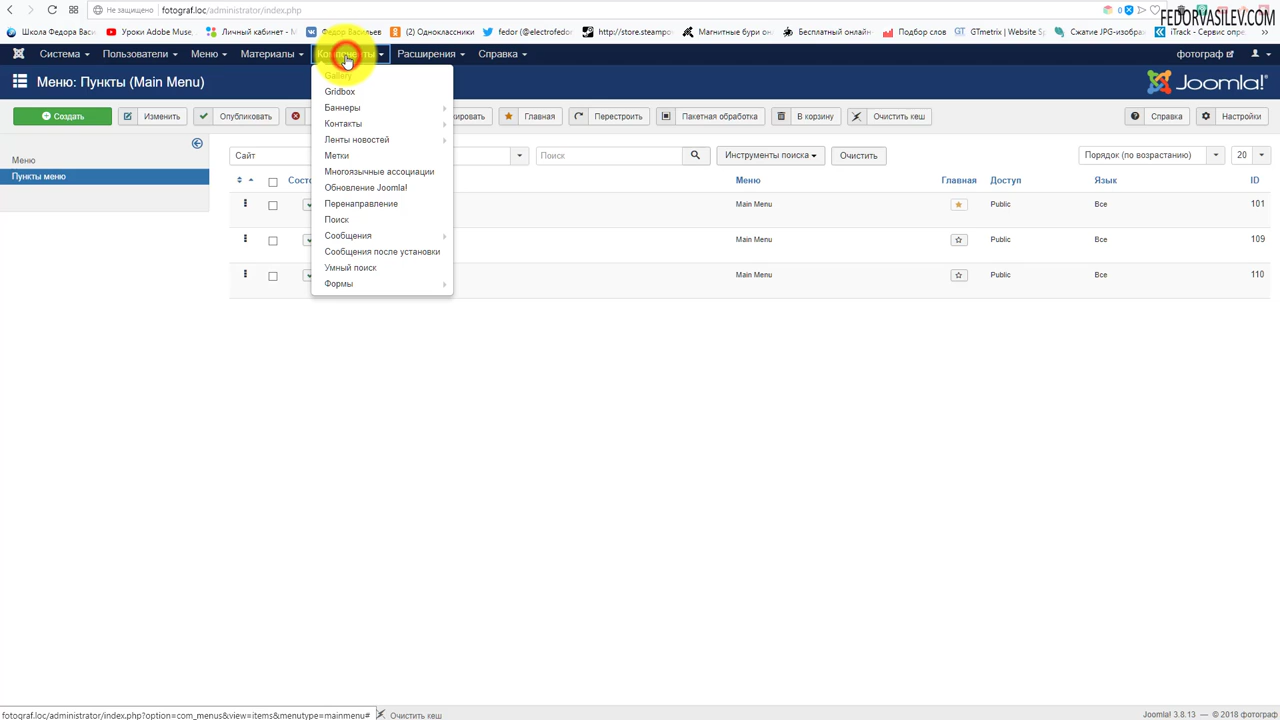 fotograf.loc/administrator/index.php
Не защищено
FEDORVASILEV.COM
Школа Федора Васи.
Уроки Adobe Muse,
Личный кабинет - М
Федор Васильев
(2) Одноклассники
fedor (@electrofedor)
http://store.steampo
Магнитные бури он
Бесплатный онлайн
Подбор слов
GTmetrix | Website S
Сжатие JPG-изобра
iTrack - Сервис опре.
Система Пользователи Меню Материалы Компоненты Расширения Справка фотограф
Меню: Пункты (Main Menu)
Joomla!
Создать Изменить Опубликовать Главная Перестроить Пакетная обработка В корзину Очистить кеш Справка Настройки
Сайт Поиск Инструменты поиска Очистить Порядок (по возрастанию) 20
Меню
Пункты меню
Gallery
Gridbox
Баннеры
Контакты
Ленты новостей
Метки
Многоязычные ассоциации
Обновление Joomla!
Перенаправление
Поиск
Сообщения
Сообщения после установки
Умный поиск
Формы
Меню Главная Доступ Язык ID
Main Menu Public Все 101
Main Menu Public Все 109
Main Menu Public Все 110
fotograf.loc/administrator/index.php?option=com_menus&view=items&menutype=mainmenu#
Очистить кеш
Joomla! 3.8.13 — © 2018 фотограф